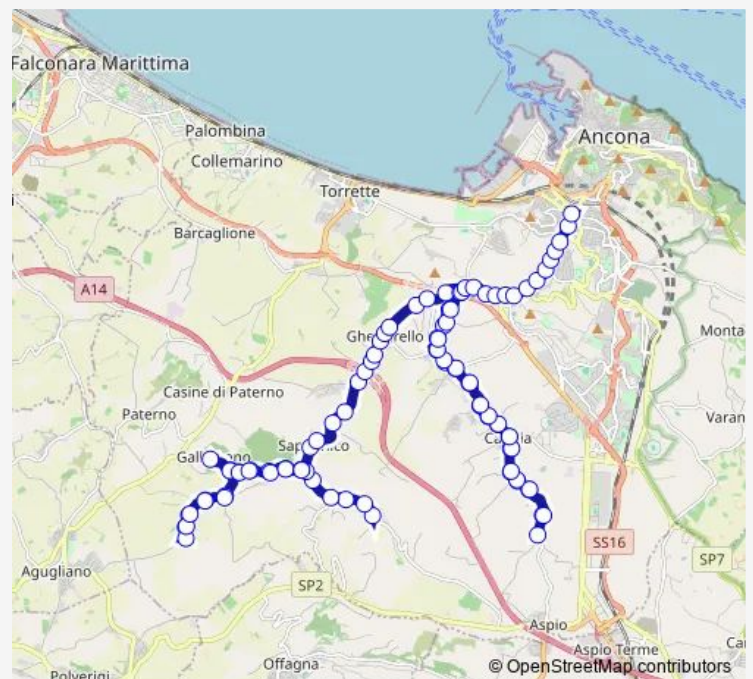 Falconara Marittima
Ancona
Palombina
Collemarino
Torrette
Barcaglione
A14
Monta
Casine di Paterno
Paterno
Varan
SS16
SP7
Agugliano
SP2
Aspio
Aspio Terme
Offagna
Polverigi
© OpenStreetMap contributors